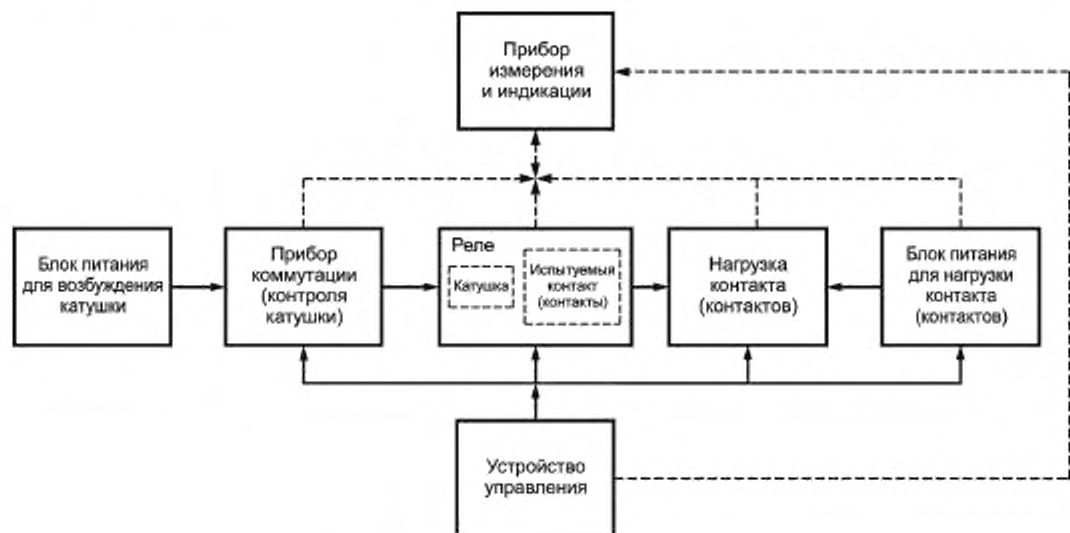 Прибор
измерения
и индикации
Блок питания
для возбуждения
катушки
Прибор
коммутации
(контроля
катушки)
Реле
Катушка
Испытуемый
контакт
(контакты)
Нагрузка
контакта
(контактов)
Блок питания
для нагрузки
контакта
(контактов)
Устройство
управления